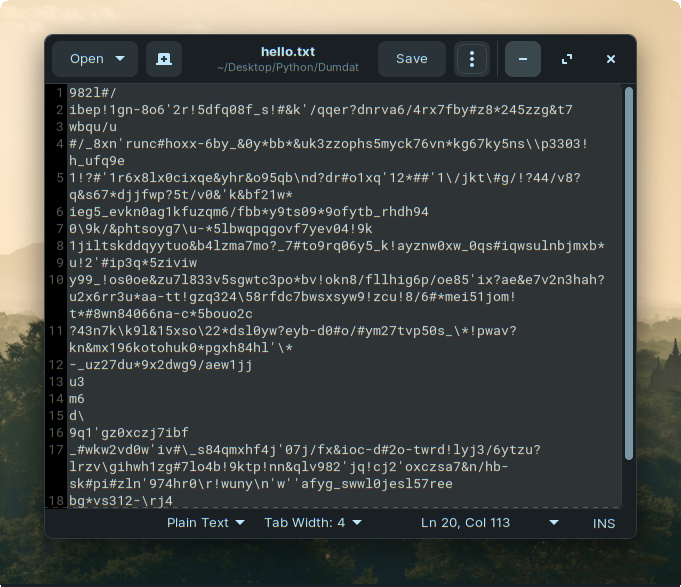 Open
hello.txt
~/Desktop/Python/Dumdat
Save
1 982l#/
2 ibep!1gn-8o6'2r!5dfq08f_s!#&k'/qqer?dnrva6/4rx7fby#z8*245zzg&t7
3 wbqu/u
4 #/_8xn'runc#hoxx-6by_&0y*bb*&uk3zzophs5myck76vn*kg67ky5ns\\p3303!
h_ufq9e
5 1!?#'1r6x8lx0cixqe&yhr&o95qb\nd?dr#o1xq'12*##'1\/jkt\#g/!?44/v8?
q&s67*djjfwp?5t/v0&'k&bf21w*
6 ieg5_evkn0ag1kfuzqm6/fbb*y9ts09*9ofytb_rhdh94
7 0\9k/&phtsoyg7\u-*5lbwqpqgovf7yev04!9k
8 1jiltskddqyytuo&b4lzma7mo?_7#to9rq06y5_k!ayznw0xw_0qs#iqwsulnbjmxb*
9 u!2'#ip3q*5ziviw
10 y99_!os0oe&zu7l833v5sgwtc3po*bv!okn8/fllhig6p/oe85'ix?ae&e7v2n3hah?
u2x6rr3u*aa-tt!gzq324\58rfdc7bwsxsyw9!zcu!8/6#*mei51jom!
t*#8wn84066na-c*5bouo2c
11 ?43n7k\k9l&15xso\22*dsl0yw?eyb-d0#o/#ym27tvp50s_\*!pwav?
kn&mx196kotohuk0*pgxh84hl'\*
12 -_uz27du*9x2dwg9/aew1jj
13 u3
14 m6
15 d\
16 9q1'gz0xczj7ibf
17 _#wkw2vd0w'iv#\_s84qmxhf4j'07j/fx&ioc-d#2o-twrd!lyj3/6ytzu?
lrzv\gihwh1zg#7lo4b!9ktp!nn&qlv982'jq!cj2'oxczsa7&n/hb-
sk#pi#zln'974hr0\r!wuny\n'w''afyg_swwl0jesl57ree
18 bg*vs312-\rj4
Plain Text
Tab Width: 4
Ln 20, Col 113
INS